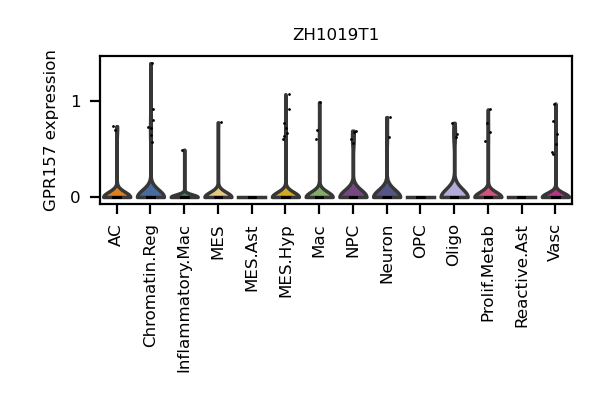 ZH1019T1
GPR157 expression
1
0
AC
Chromatin.Reg
Inflammatory.Mac
MES
MES.Ast
MES.Hyp
Mac
NPC
Neuron
OPC
Oligo
Prolif.Metab
Reactive.Ast
Vasc